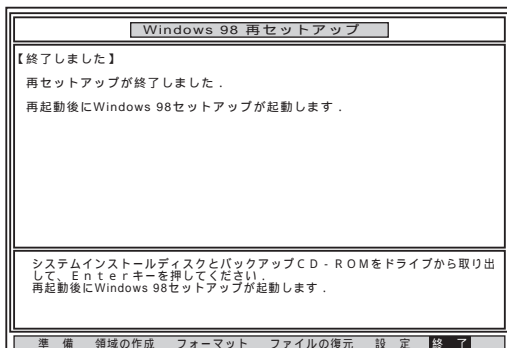 Windows 98 再セットアップ
【終了しました】
再セットアップが終了しました．
再起動後にWindows 98セットアップが起動します．
システムインストールディスクとバックアップCD-ROMをドライブから取り出
して、Enterキーを押してください．
再起動後にWindows 98セットアップが起動します．
準 備 領域の作成 フォーマット ファイルの復元 設 定 終 了